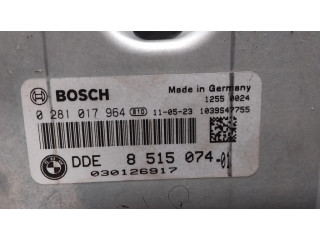 BOSCH
Made in Germany
1255 0024
0 281 017 964 B10 11-05-23 1039S47755
DDE 8 515 074-01
030126917